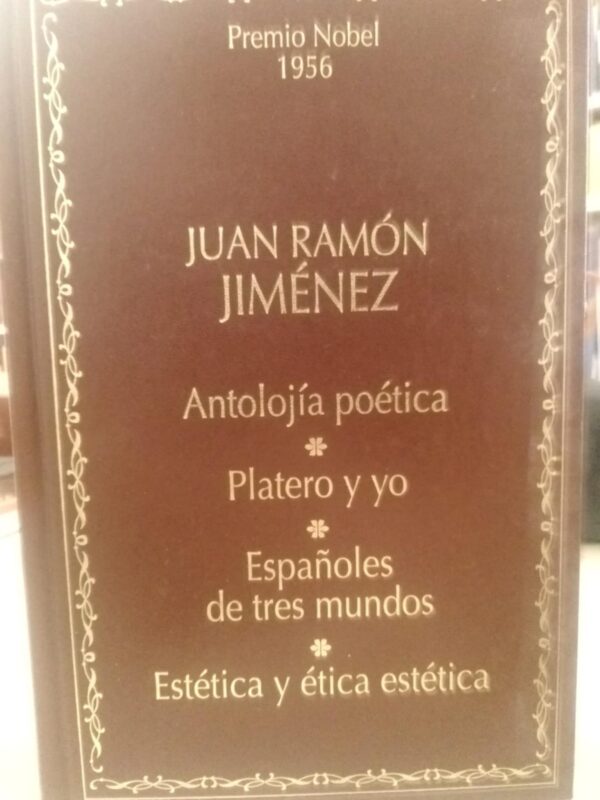 Premio Nobel
1956
JUAN RAMÓN
JIMÉNEZ
Antolojía poética
Platero y yo
Españoles
de tres mundos
Estética y ética estética